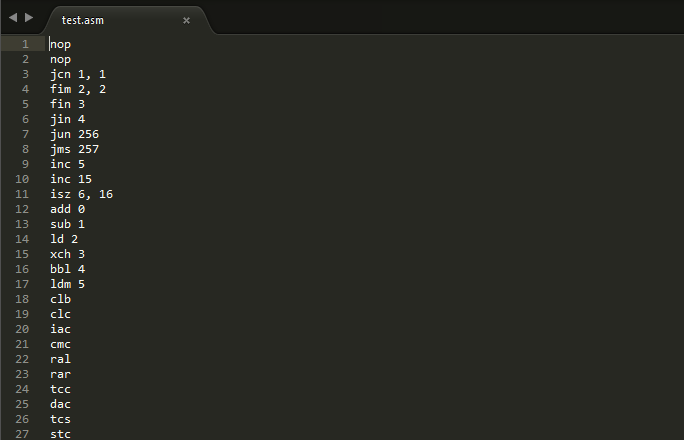 test.asm ×
1 nop
2 nop
3 jcn 1, 1
4 fim 2, 2
5 fin 3
6 jin 4
7 jun 256
8 jms 257
9 inc 5
10 inc 15
11 isz 6, 16
12 add 0
13 sub 1
14 ld 2
15 xch 3
16 bbl 4
17 ldm 5
18 clb
19 clc
20 iac
21 cmc
22 ral
23 rar
24 tcc
25 dac
26 tcs
27 stc